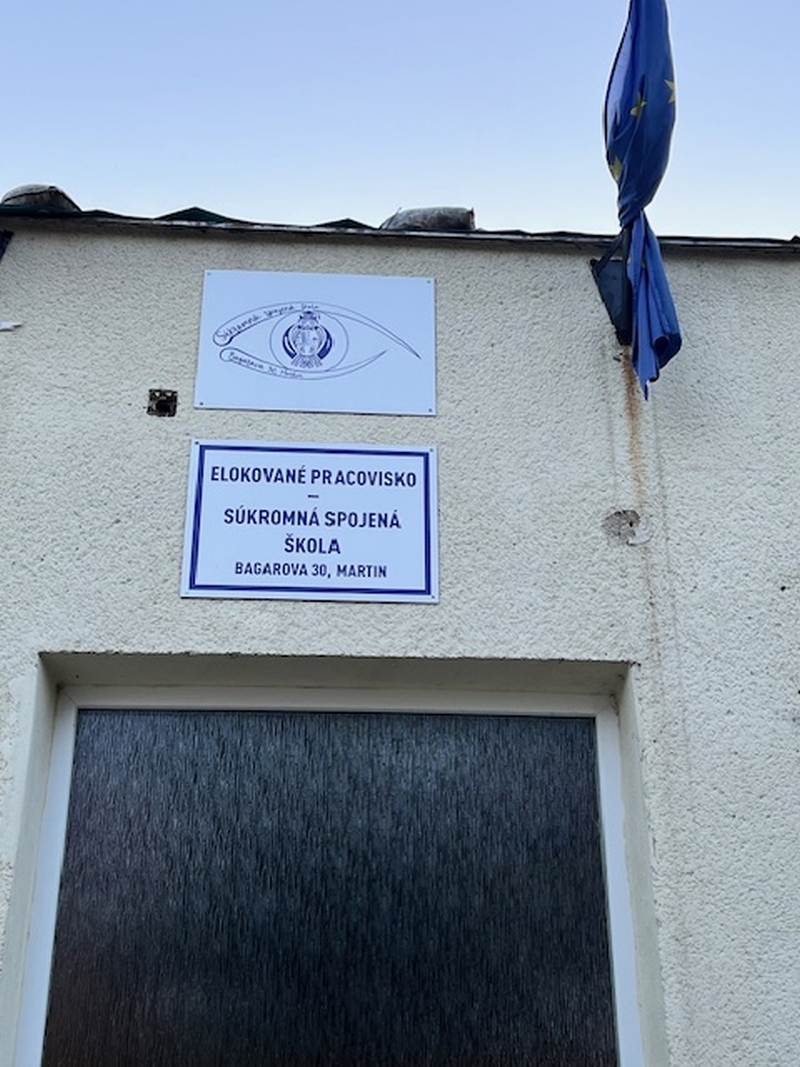 Súkromná spojená škola
Bagarova 30, Martin
ELOKOVANÉ PRACOVISKO
–
SÚKROMNÁ SPOJENÁ
ŠKOLA
BAGAROVA 30, MARTIN